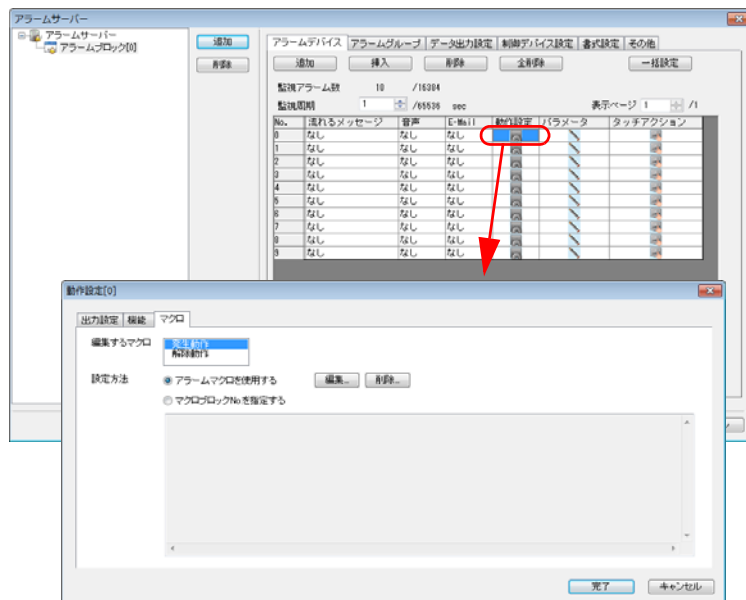 アラームサーバー
アラームサーバー
アラームブロック[0]
追加
削除
アラームデバイス アラームグループ データ出力設定 制御デバイス設定 書式設定 その他
追加 挿入 削除 全削除 一括設定
監視アラーム数 10 /16384
監視周期 1 /65536 sec 表示ページ 1 /1
No. 流れるメッセージ 音声 E-Mail 動作設定 パラメータ タッチアクション
0 なし なし なし
1 なし なし なし
2 なし なし なし
3 なし なし なし
4 なし なし なし
5 なし なし なし
6 なし なし なし
7 なし なし なし
8 なし なし なし
9 なし なし なし
動作設定[0]
出力設定 機能 マクロ
編集するマクロ 発生動作
解除動作
設定方法 アラームマクロを使用する 編集... 削除...
マクロブロックNoを指定する
完了 キャンセル